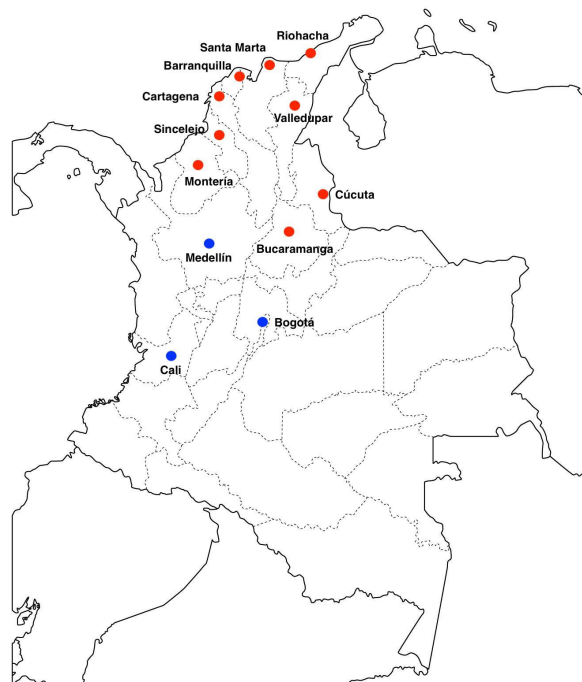 Riohacha
Santa Marta
Barranquilla
Cartagena
Valledupar
Sincelejo
Montería
Cúcuta
Bucaramanga
Medellín
Bogotá
Cali